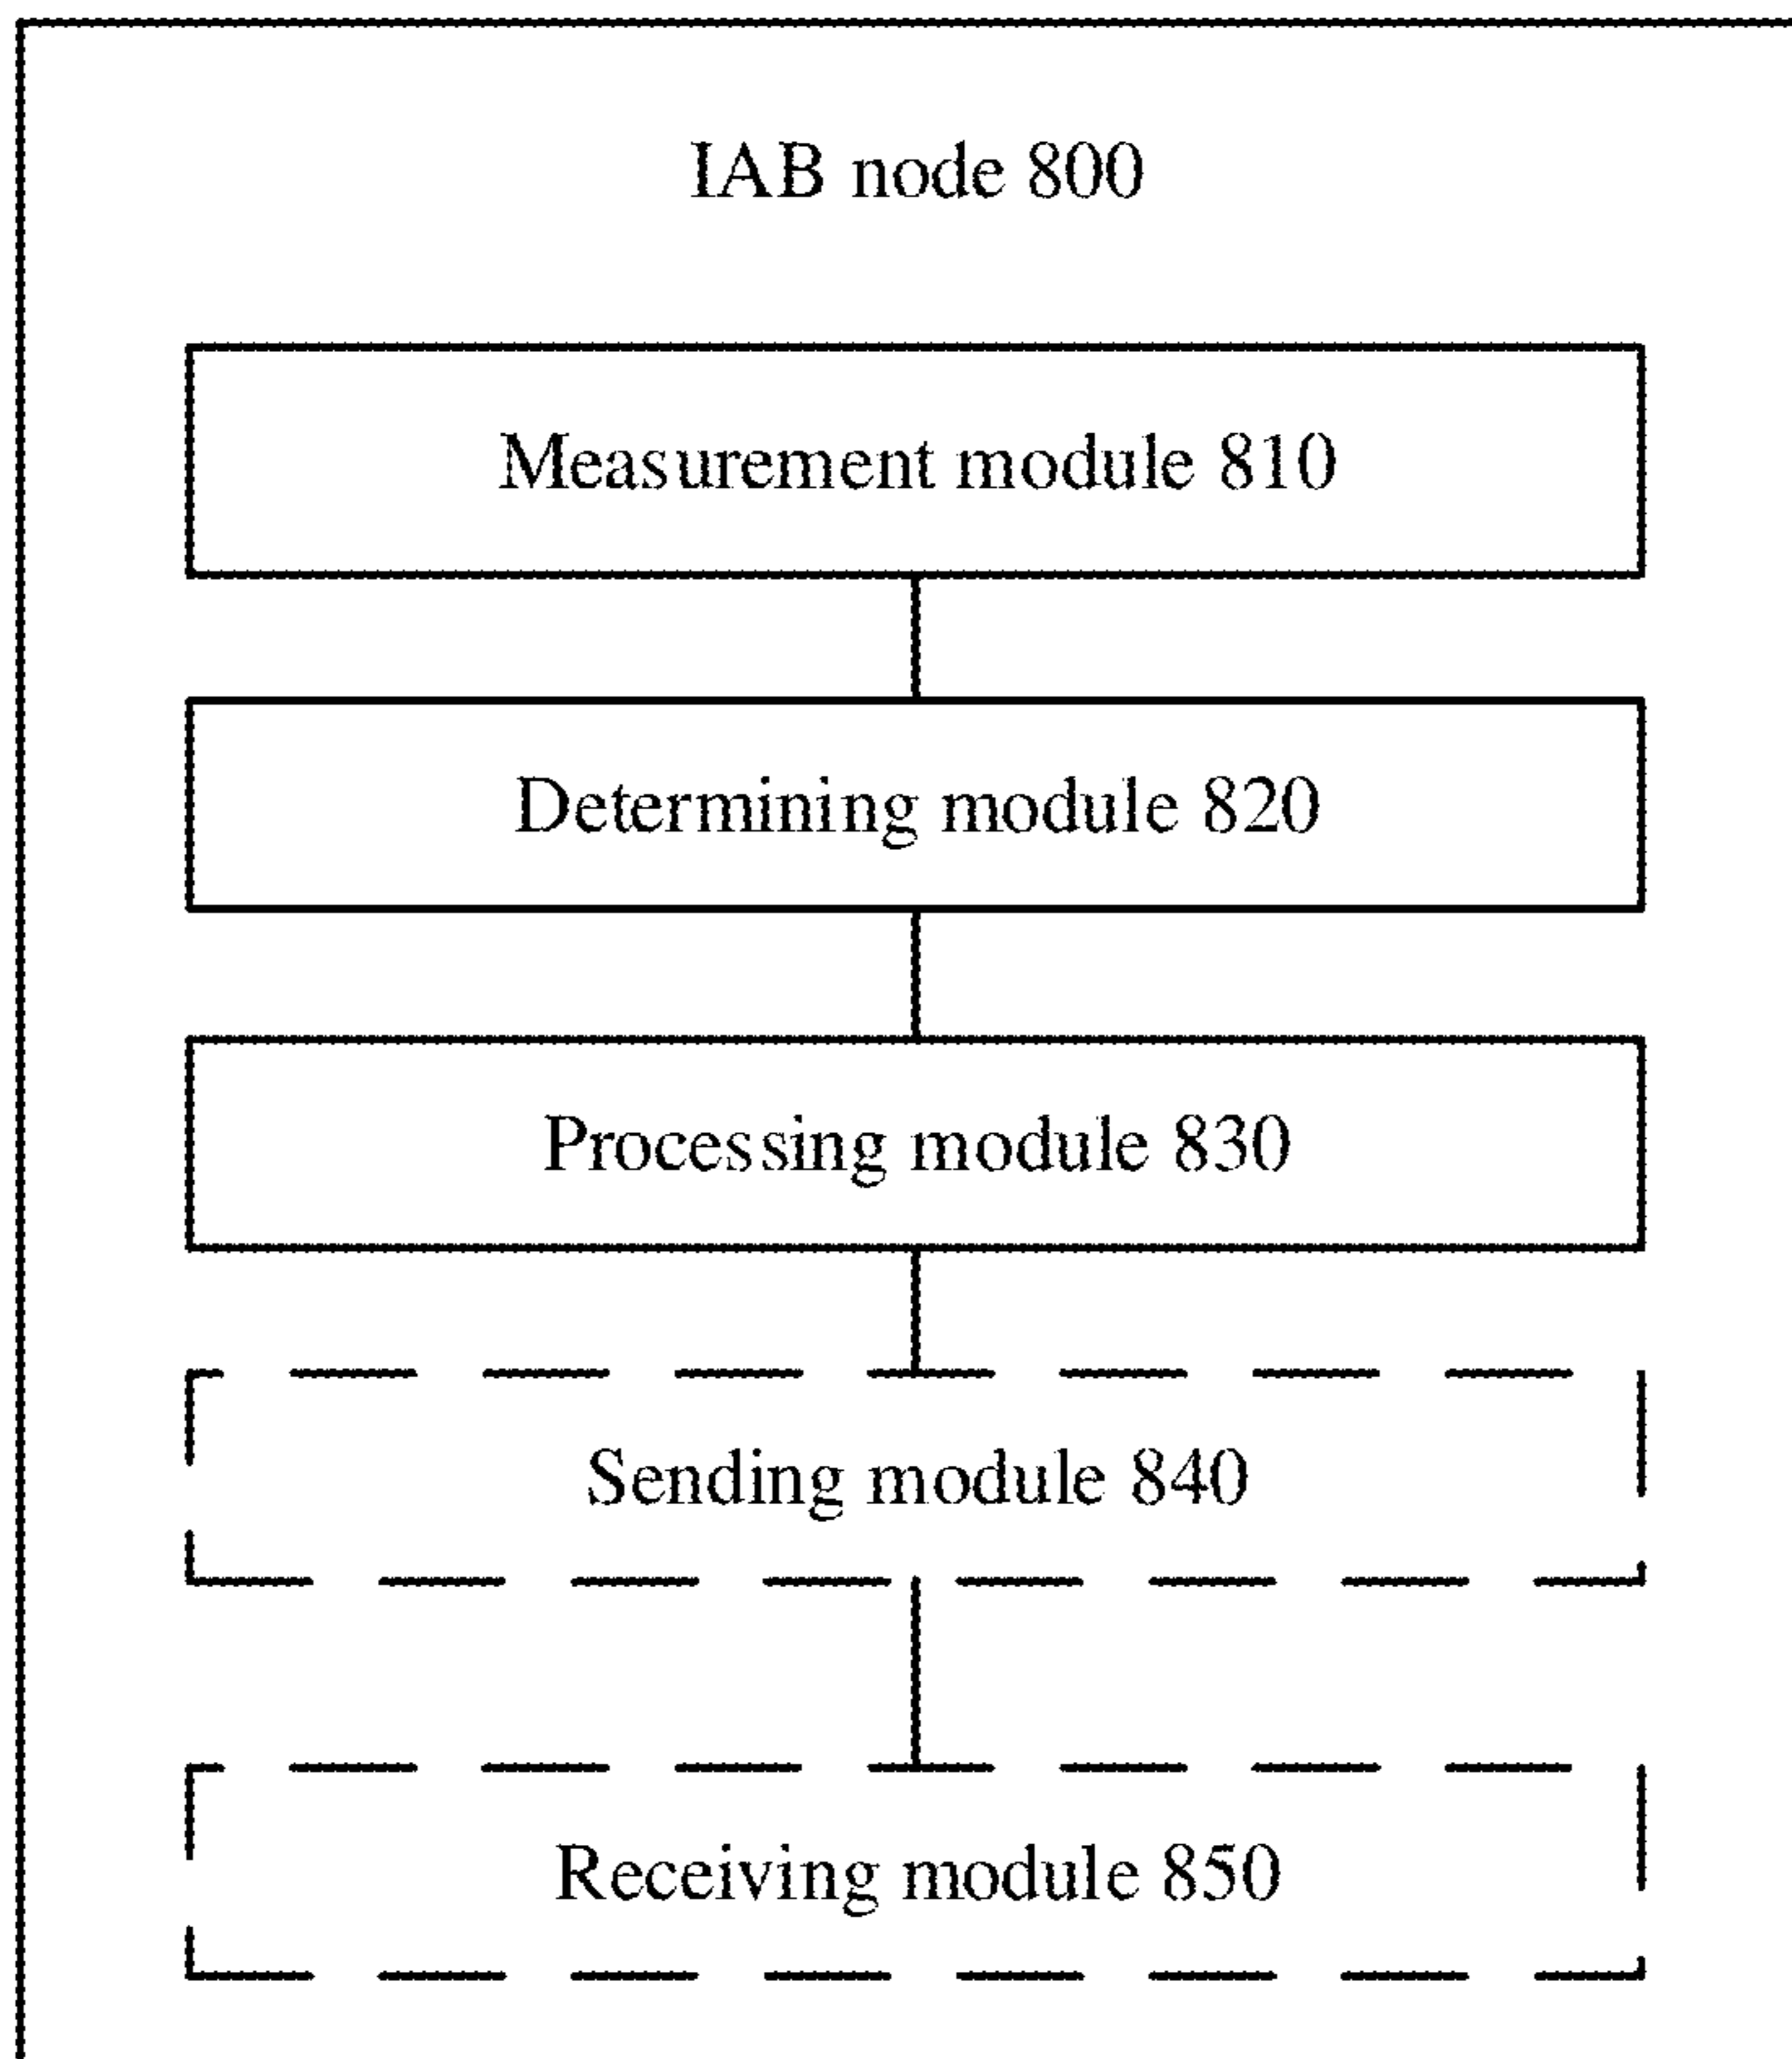 IAB node 800
Measurement module 810
Determining module 820
Processing module 830
Sending module 840
Receiving module 850